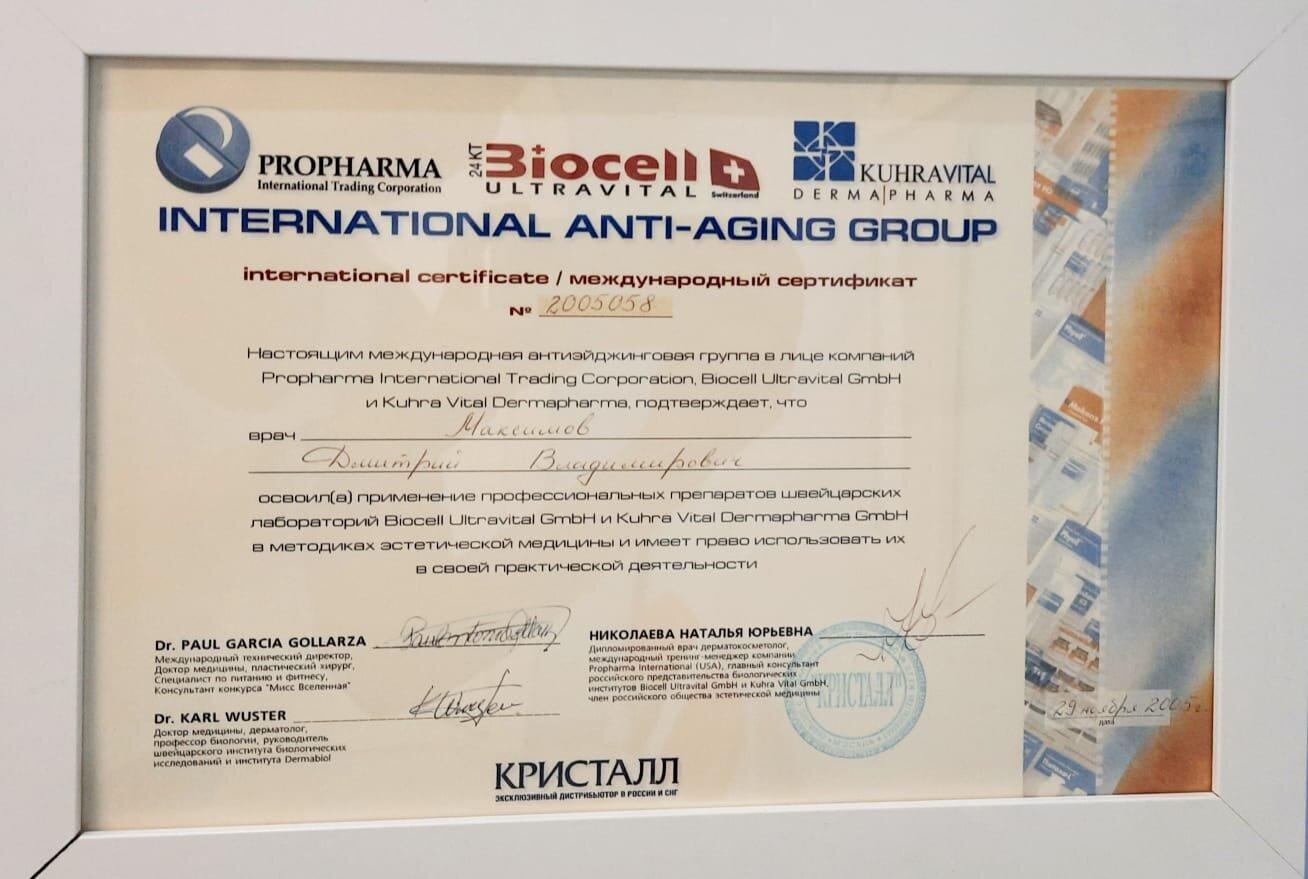 PROPHARMA
International Trading Corporation
24 KT Biocell
ULTRAVITAL Switzerland
KUHRAVITAL
DERMA|PHARMA
INTERNATIONAL ANTI-AGING GROUP
international certificate / международный сертификат
№ 2005058
Настоящим международная антиэйджинговая группа в лице компаний
Propharma International Trading Corporation, Biocell Ultravital GmbH
и Kuhra Vital Dermapharma, подтверждает, что
врач Максимов
Дмитрий Владимирович
освоил(а) применение профессиональных препаратов швейцарских
лабораторий Biocell Ultravital GmbH и Kuhra Vital Dermapharma GmbH
в методиках эстетической медицины и имеет право использовать их
в своей практической деятельности
Dr. PAUL GARCIA GOLLARZA
Международный технический директор,
Доктор медицины, пластический хирург,
Специалист по питанию и фитнесу,
Консультант конкурса "Мисс Вселенная"
Dr. KARL WUSTER
Доктор медицины, дерматолог,
профессор биологии, руководитель
швейцарского института биологических
исследований и института Dermabiol
НИКОЛАЕВА НАТАЛЬЯ ЮРЬЕВНА
Дипломированный врач дерматокосметолог,
международный тренинг-менеджер компании
Propharma International (USA), главный консультант
российского представительства биологических
институтов Biocell Ultravital GmbH и Kuhra Vital GmbH,
член российского общества эстетической медицины
КРИСТАЛЛ
МОСКВА
29 ноября 2005 г.
дата
КРИСТАЛЛ
ЭКСКЛЮЗИВНЫЙ ДИСТРИБЬЮТОР В РОССИИ И СНГ